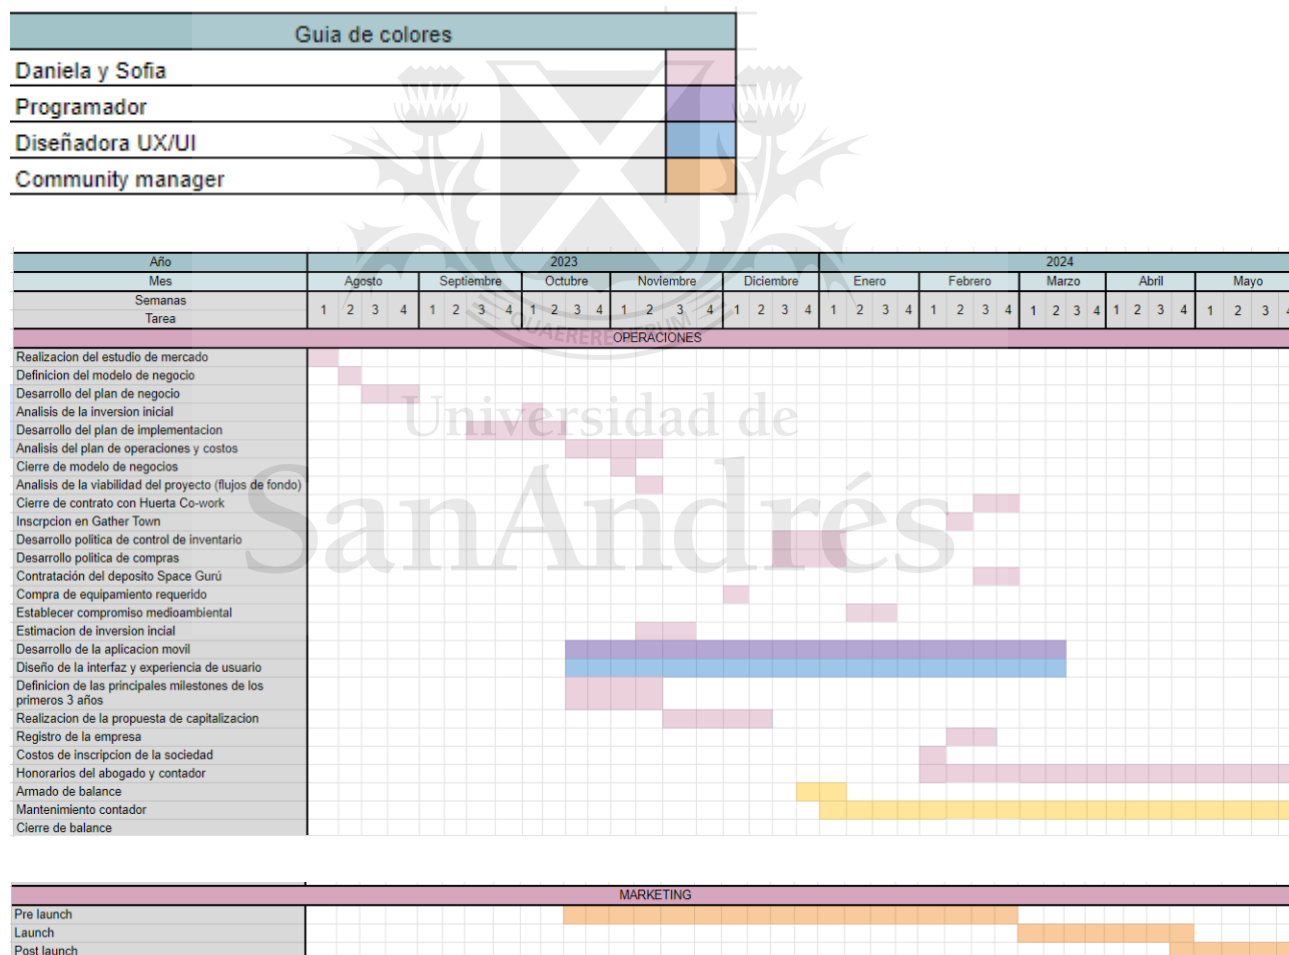 Guia de colores
Daniela y Sofia
Programador
Diseñadora UX/UI
Community manager
Año 2023 2024
Mes Agosto Septiembre Octubre Noviembre Diciembre Enero Febrero Marzo Abril Mayo
Semanas
Tarea
1 2 3 4 1 2 3 4 1 2 3 4 1 2 3 4 1 2 3 4 1 2 3 4 1 2 3 4 1 2 3 4 1 2 3 4 1 2 3 4
QUAERERE VERUM
OPERACIONES
Realizacion del estudio de mercado
Definicion del modelo de negocio
Desarrollo del plan de negocio
Analisis de la inversion inicial
Desarrollo del plan de implementacion
Analisis del plan de operaciones y costos
Cierre de modelo de negocios
Analisis de la viabilidad del proyecto (flujos de fondo)
Cierre de contrato con Huerta Co-work
Inscrpcion en Gather Town
Desarrollo politica de control de inventario
Desarrollo politica de compras
Contratación del deposito Space Gurú
Compra de equipamiento requerido
Establecer compromiso medioambiental
Estimacion de inversion incial
Desarrollo de la aplicacion movil
Diseño de la interfaz y experiencia de usuario
Definicion de las principales milestones de los
primeros 3 años
Realizacion de la propuesta de capitalizacion
Registro de la empresa
Costos de inscripcion de la sociedad
Honorarios del abogado y contador
Armado de balance
Mantenimiento contador
Cierre de balance
Universidad de
SanAndrés
MARKETING
Pre launch
Launch
Post launch